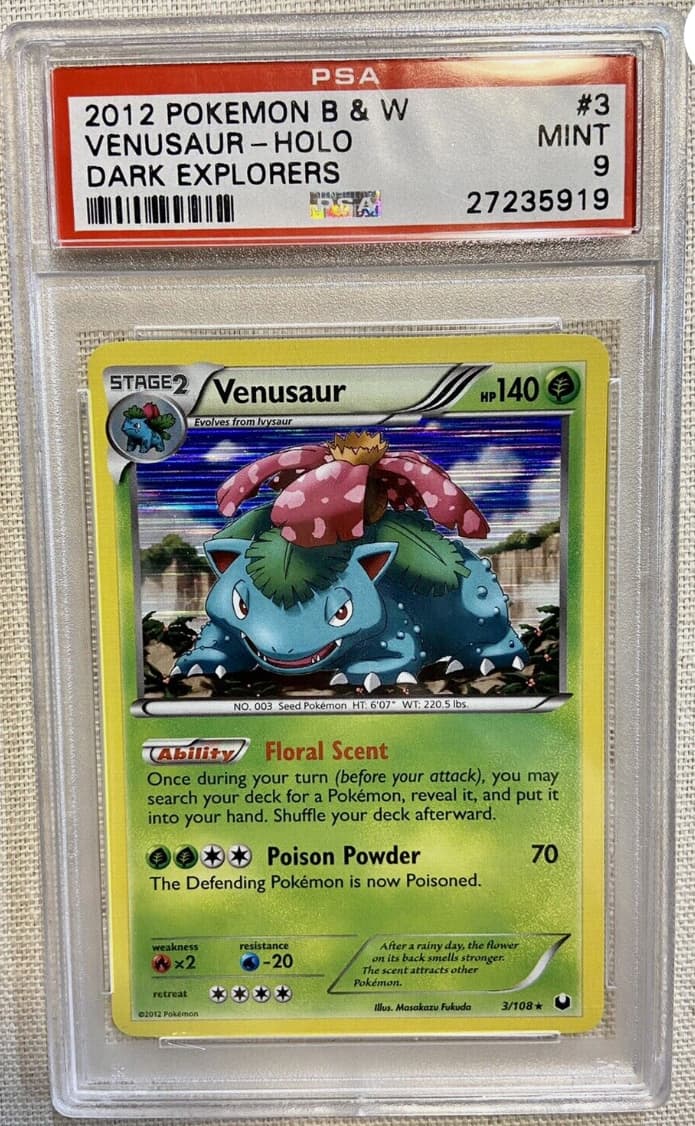 PSA
2012 POKEMON B & W #3
VENUSAUR - HOLO MINT
DARK EXPLORERS 9
PSA 27235919
STAGE2 Venusaur HP140
Evolves from Ivysaur
NO. 003 Seed Pokémon HT: 6'07" WT: 220.5 lbs.
Ability Floral Scent
Once during your turn (before your attack), you may
search your deck for a Pokémon, reveal it, and put it
into your hand. Shuffle your deck afterward.
Poison Powder 70
The Defending Pokémon is now Poisoned.
weakness resistance
×2 -20
retreat
After a rainy day, the flower
on its back smells stronger.
The scent attracts other
Pokémon.
Illus. Masakazu Fukuda 3/108★
©2012 Pokémon